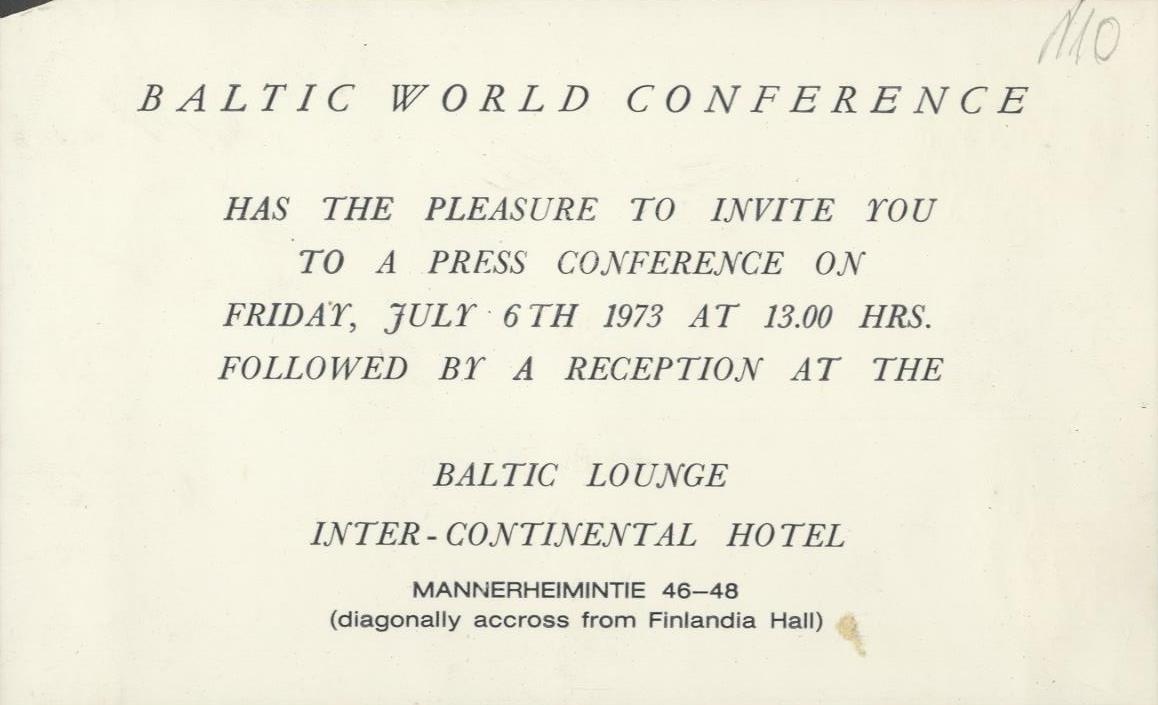 BALTIC WORLD CONFERENCE
HAS THE PLEASURE TO INVITE YOU
TO A PRESS CONFERENCE ON
FRIDAY, JULY 6TH 1973 AT 13.00 HRS.
FOLLOWED BY A RECEPTION AT THE
BALTIC LOUNGE
INTER-CONTINENTAL HOTEL
MANNERHEIMINTIE 46–48
(diagonally accross from Finlandia Hall)